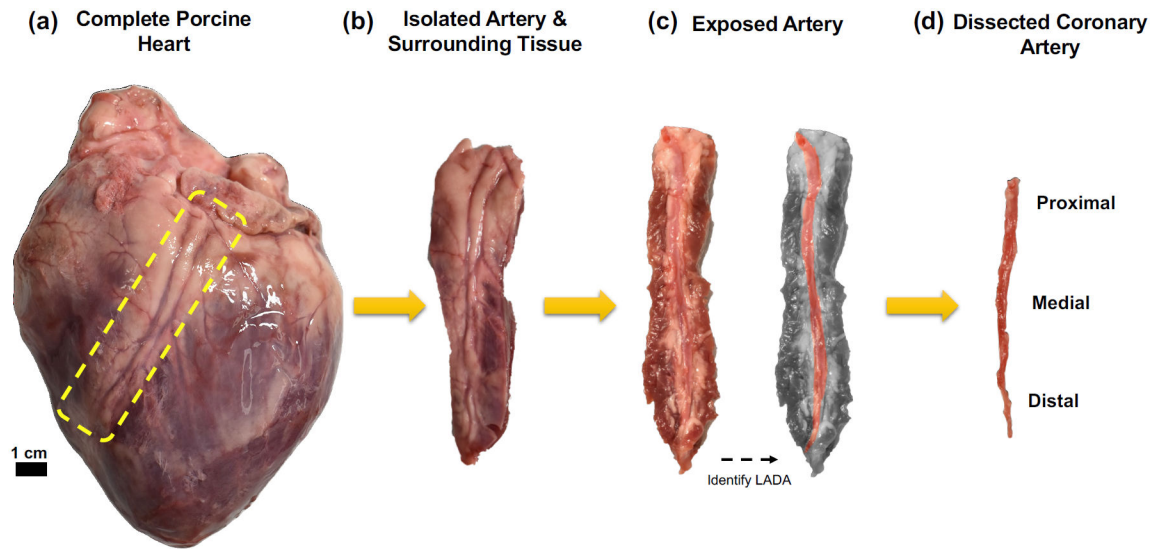 (a) Complete Porcine
Heart
(b) Isolated Artery &
Surrounding Tissue
(c) Exposed Artery
(d) Dissected Coronary
Artery
1 cm
Identify LADA
Proximal
Medial
Distal